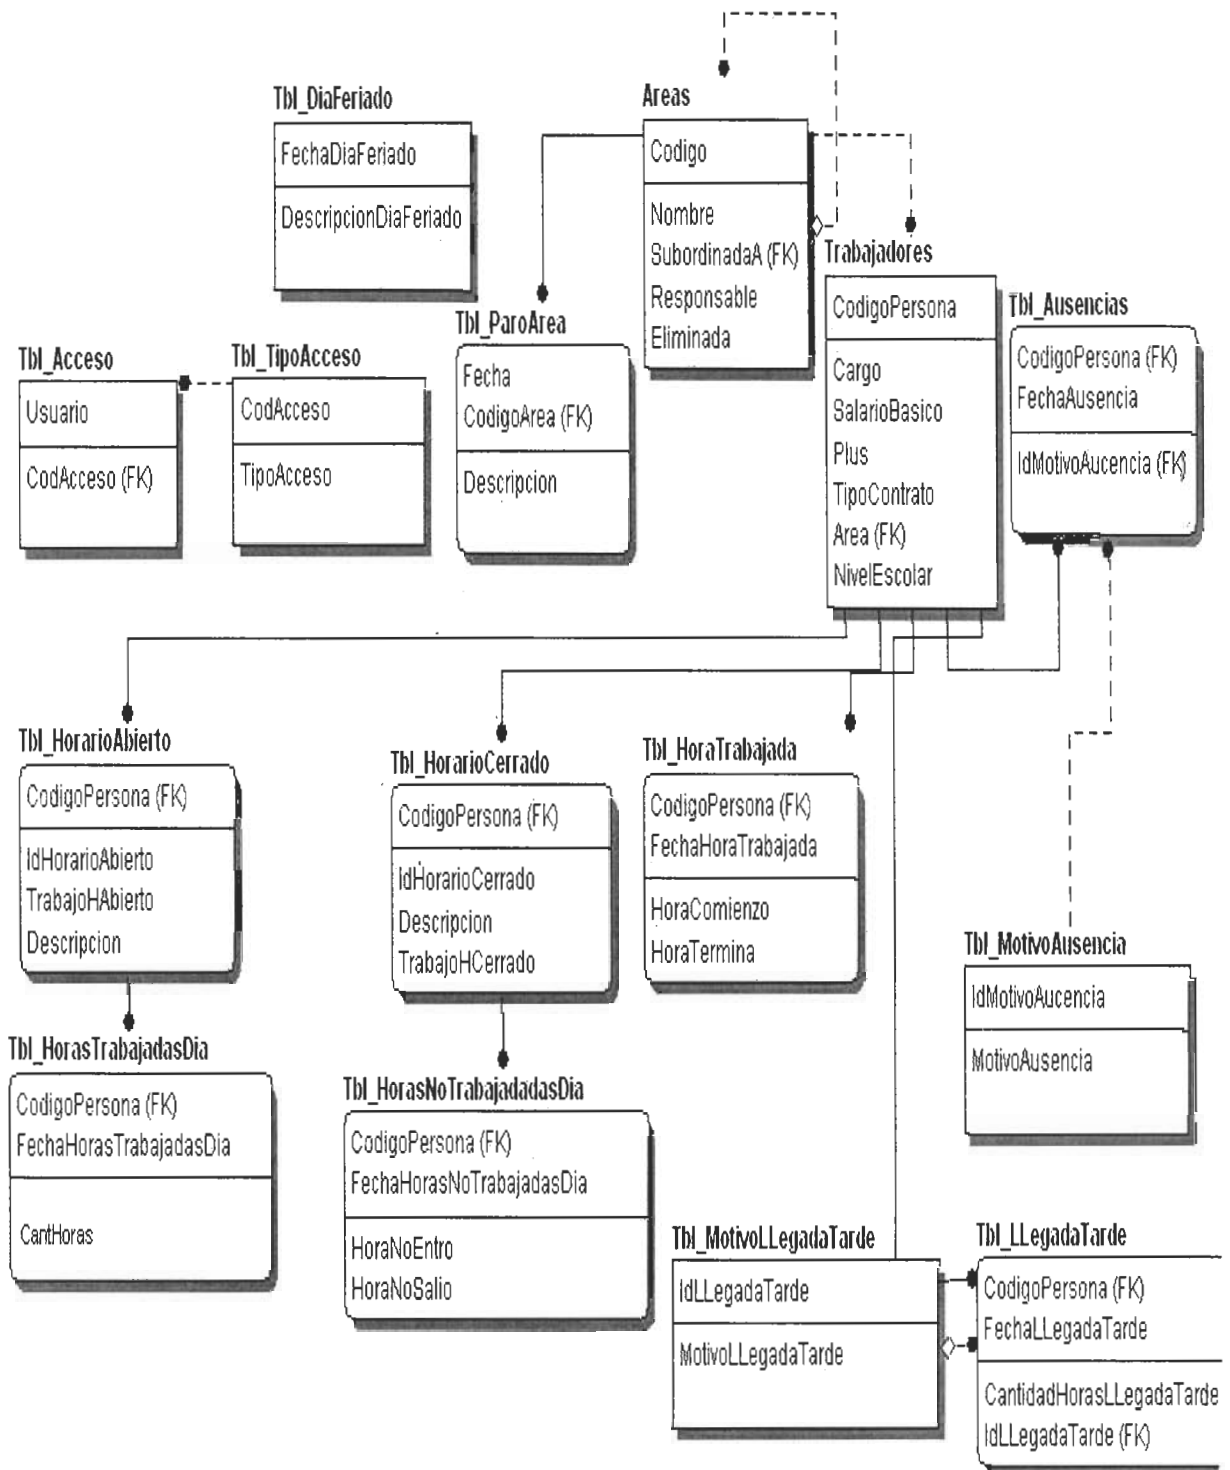 Tbl_DiaFeriado
FechaDiaFeriado
DescripcionDiaFeriado
Areas
Codigo
Nombre
SubordinadaA (FK)
Responsable
Eliminada
Trabajadores
CodigoPersona
Cargo
SalarioBasico
Plus
TipoContrato
Area (FK)
NivelEscolar
Tbl_Ausencias
CodigoPersona (FK)
FechaAusencia
IdMotivoAucencia (FK)
Tbl_Acceso
Usuario
CodAcceso (FK)
Tbl_TipoAcceso
CodAcceso
TipoAcceso
Tbl_ParoArea
Fecha
CodigoArea (FK)
Descripcion
Tbl_HorarioAbierto
CodigoPersona (FK)
IdHorarioAbierto
TrabajoHAbierto
Descripcion
Tbl_HorarioCerrado
CodigoPersona (FK)
IdHorarioCerrado
Descripcion
TrabajoHCerrado
Tbl_HoraTrabajada
CodigoPersona (FK)
FechaHoraTrabajada
HoraComienzo
HoraTermina
Tbl_MotivoAusencia
IdMotivoAucencia
MotivoAusencia
Tbl_HorasTrabajadasDia
CodigoPersona (FK)
FechaHorasTrabajadasDia
CantHoras
Tbl_HorasNoTrabajadadasDia
CodigoPersona (FK)
FechaHorasNoTrabajadasDia
HoraNoEntro
HoraNoSalio
Tbl_MotivoLLegadaTarde
IdLLegadaTarde
MotivoLLegadaTarde
Tbl_LLegadaTarde
CodigoPersona (FK)
FechaLLegadaTarde
CantidadHorasLLegadaTarde
IdLLegadaTarde (FK)